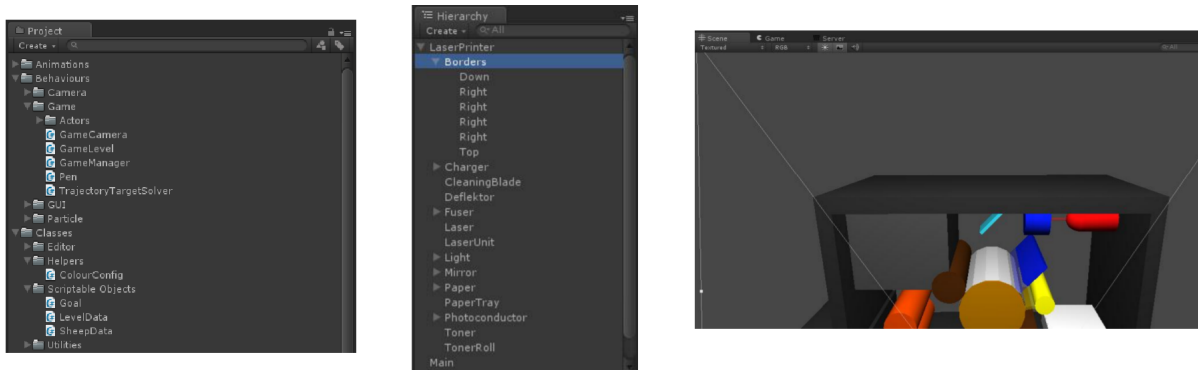 Project
Create
Animations
Behaviours
Camera
Game
Actors
GameCamera
GameLevel
GameManager
Pen
TrajectoryTargetSolver
GUI
Particle
Classes
Editor
Helpers
ColourConfig
Scriptable Objects
Goal
LevelData
SheepData
Utilities
Hierarchy
Create All
LaserPrinter
Borders
Down
Right
Right
Right
Right
Top
Charger
CleaningBlade
Deflektor
Fuser
Laser
LaserUnit
Light
Mirror
Paper
PaperTray
Photoconductor
Toner
TonerRoll
Main
Scene Game Server
Textured RGB All